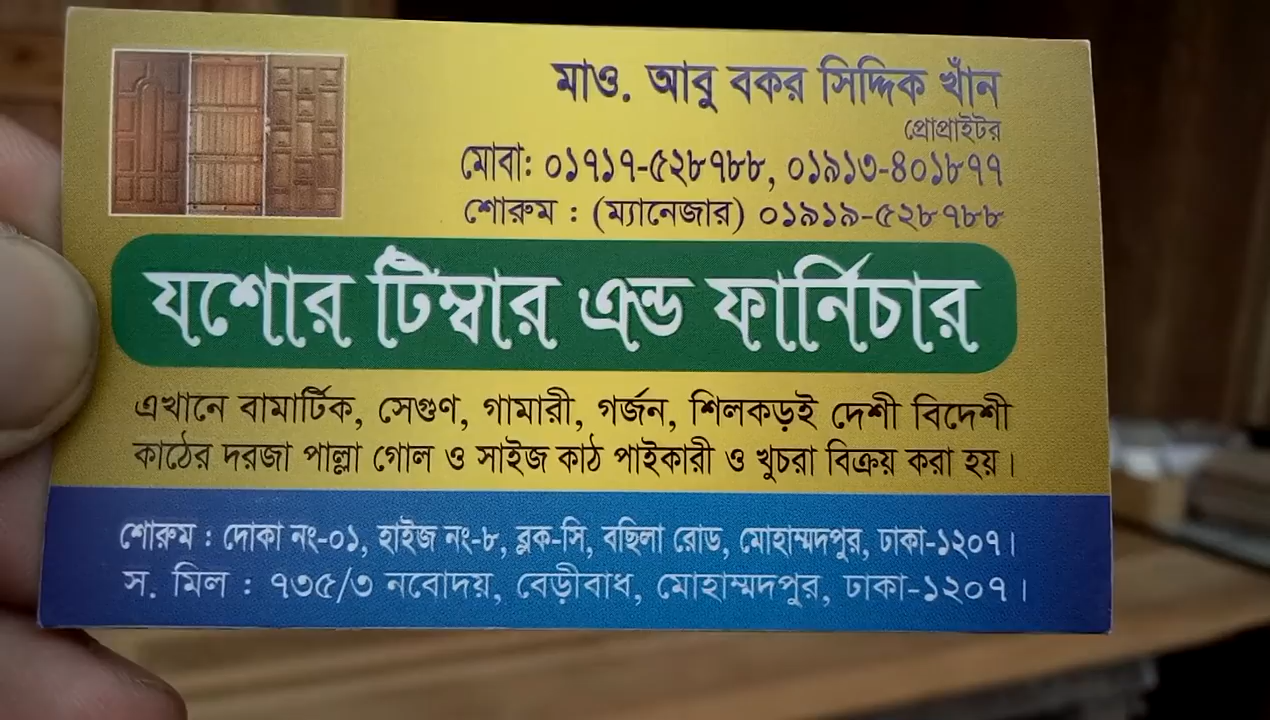 মাও. আবু বকর সিদ্দিক খাঁন
প্রোপ্রাইটর
মোবা: ০১৭১৭-৫২৮৭৮৮, ০১৯১৩-৪০১৮৭৭
শোরুম : (ম্যানেজার) ০১৯১৯-৫২৮৭৮৮
যশোর টিম্বার এন্ড ফার্নিচার
এখানে বামার্টিক, সেগুণ, গামারী, গর্জন, শিলকড়ই দেশী বিদেশী
কাঠের দরজা পাল্লা গোল ও সাইজ কাঠ পাইকারী ও খুচরা বিক্রয় করা হয়।
শোরুম : দোকা নং-০১, হাইজ নং-৮, ব্লক-সি, বছিলা রোড, মোহাম্মদপুর, ঢাকা-১২০৭।
স. মিল : ৭৩৫/৩ নবোদয়, বেড়ীবাধ, মোহাম্মদপুর, ঢাকা-১২০৭।